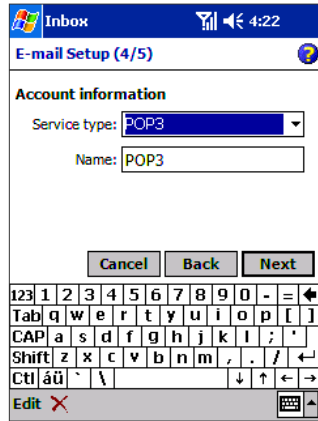 Inbox 4:22
E-mail Setup (4/5) ?
Account information
Service type: POP3
Name: POP3
Cancel Back Next
123 1 2 3 4 5 6 7 8 9 0 - = ←
Tab q w e r t y u i o p [ ]
CAP a s d f g h j k l ; '
Shift z x c v b n m , . / ↵
Ctl áü ` \ ↓ ↑ ← →
Edit